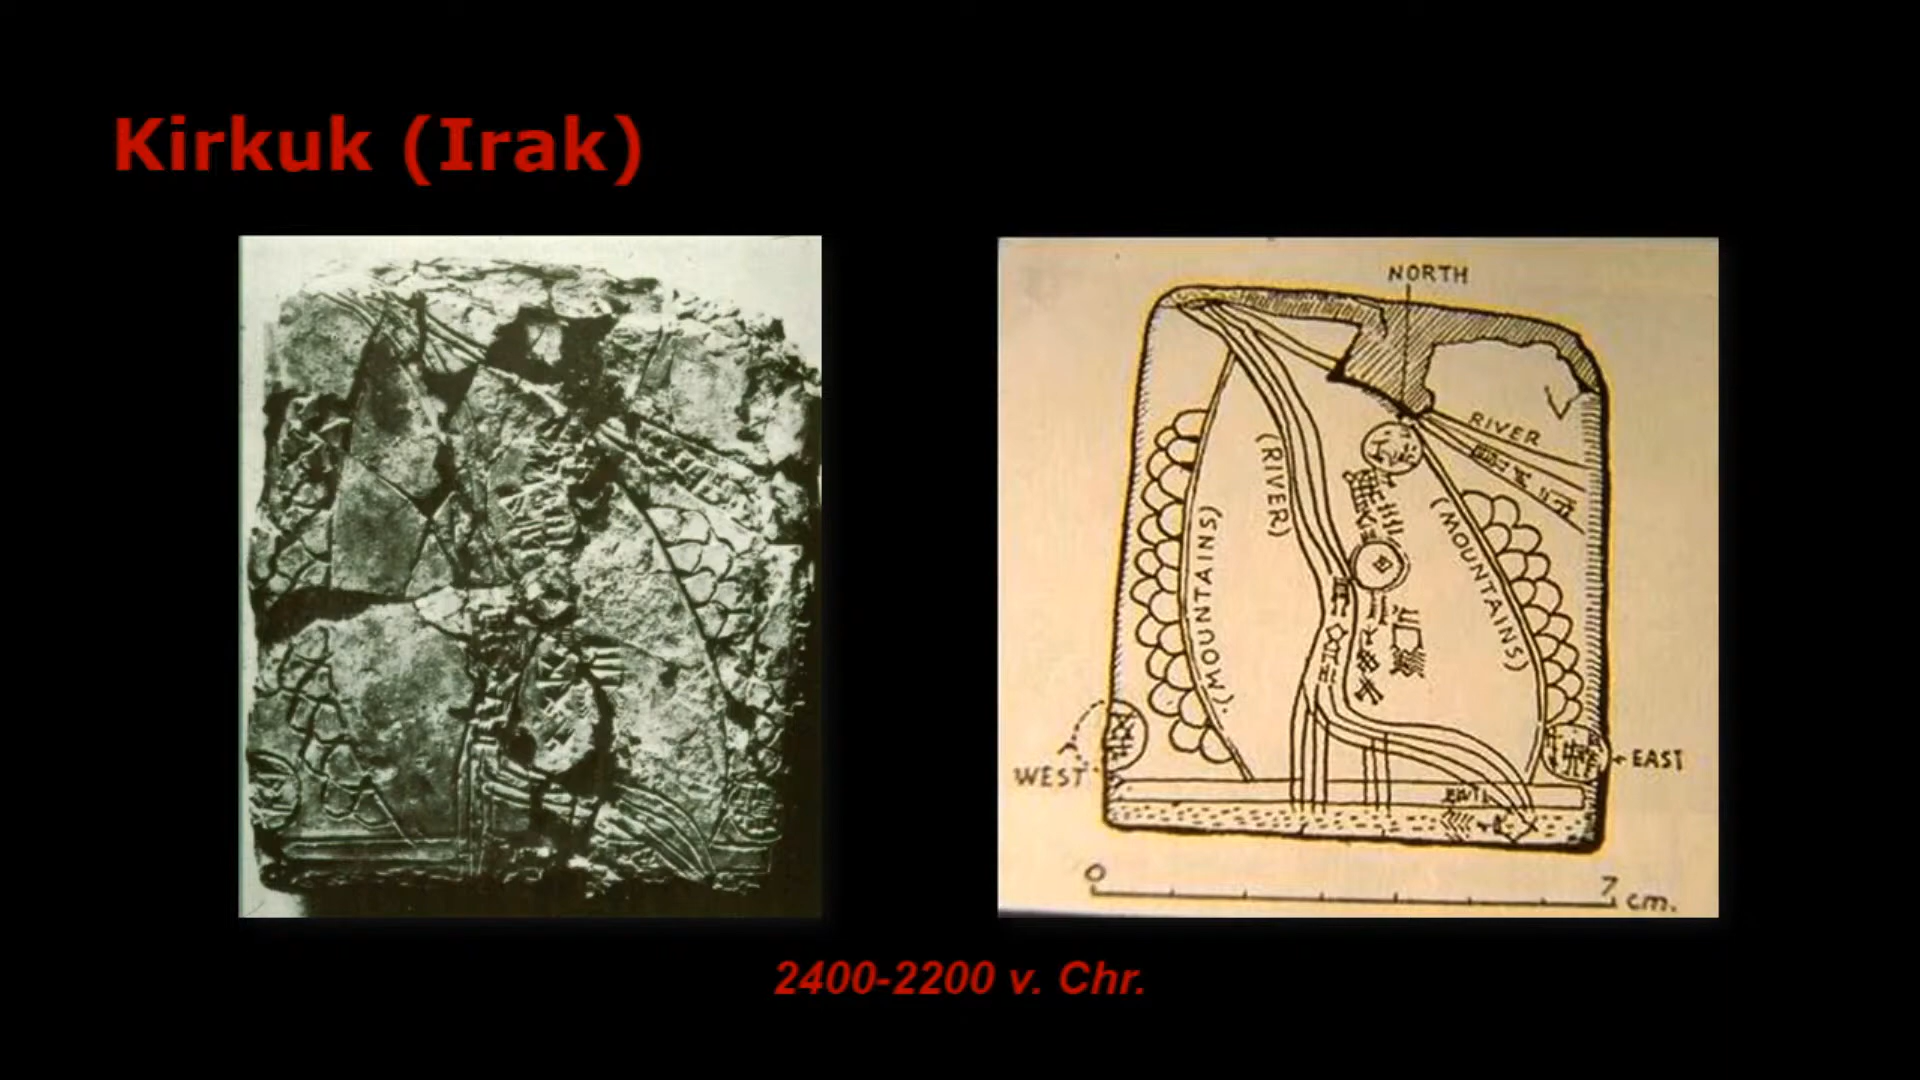 Kirkuk (Irak)
NORTH
RIVER
(RIVER)
(MOUNTAINS)
(MOUNTAINS)
WEST
EAST
0 7 cm.
2400-2200 v. Chr.